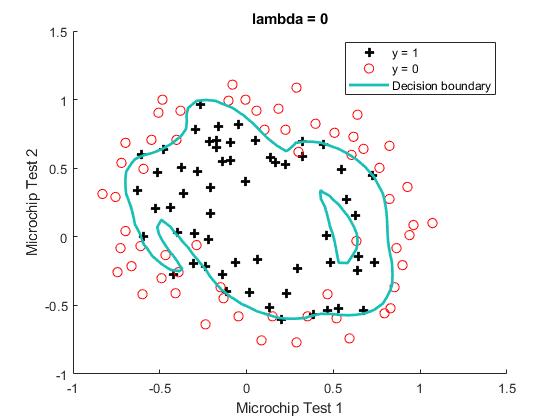 lambda = 0
y = 1
y = 0
Decision boundary
Microchip Test 2
1.5
1
0.5
0
-0.5
-1
-1
-0.5
0
0.5
1
1.5
Microchip Test 1